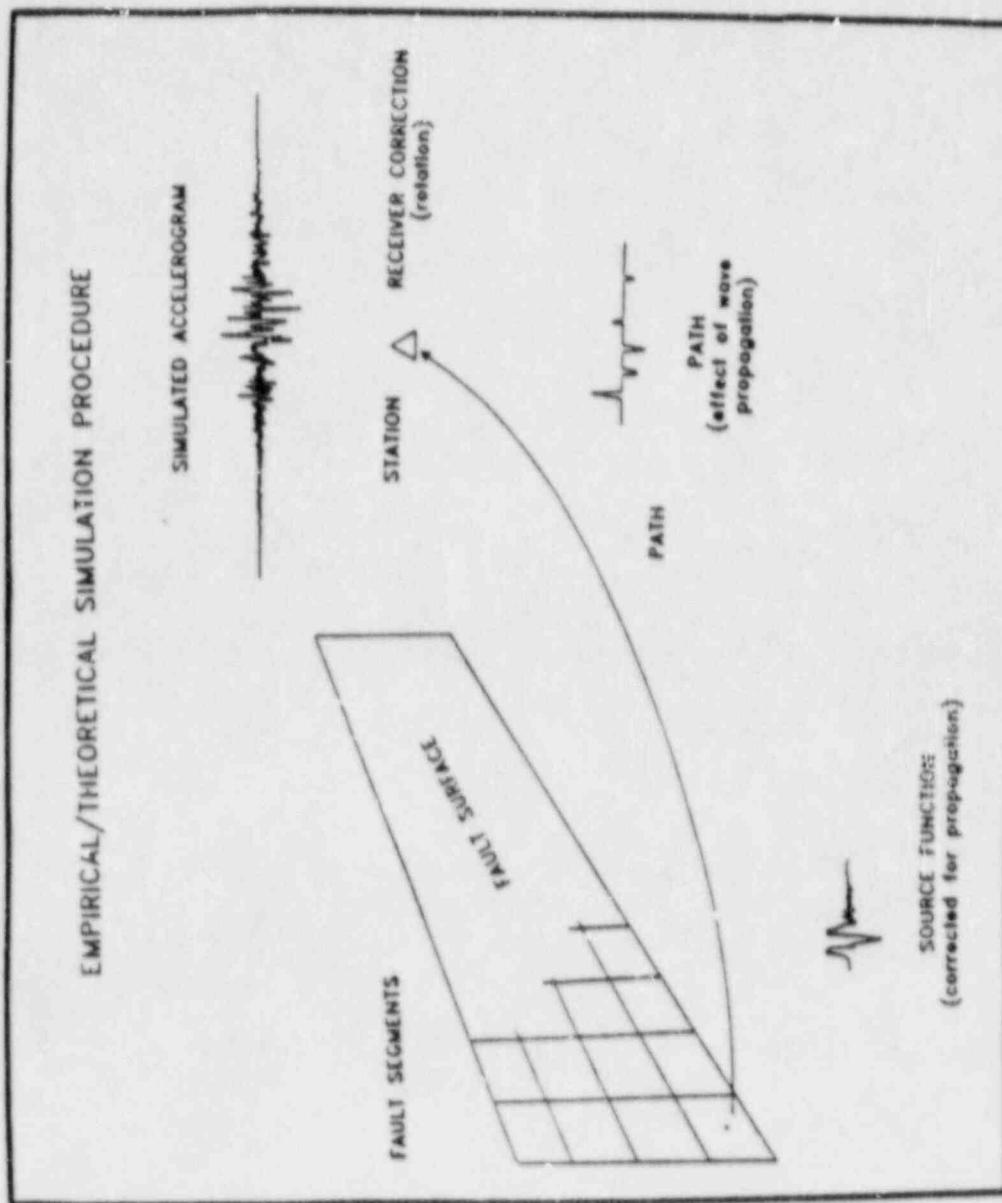 EMPIRICAL/THEORETICAL SIMULATION PROCEDURE
SIMULATED ACCELEROGRAM
FAULT SEGMENTS
STATION
RECEIVER CORRECTION
(rotation)
FAULT SURFACE
PATH
PATH
(effect of wave
propagation)
SOURCE FUNCTION
(corrected for propagation)